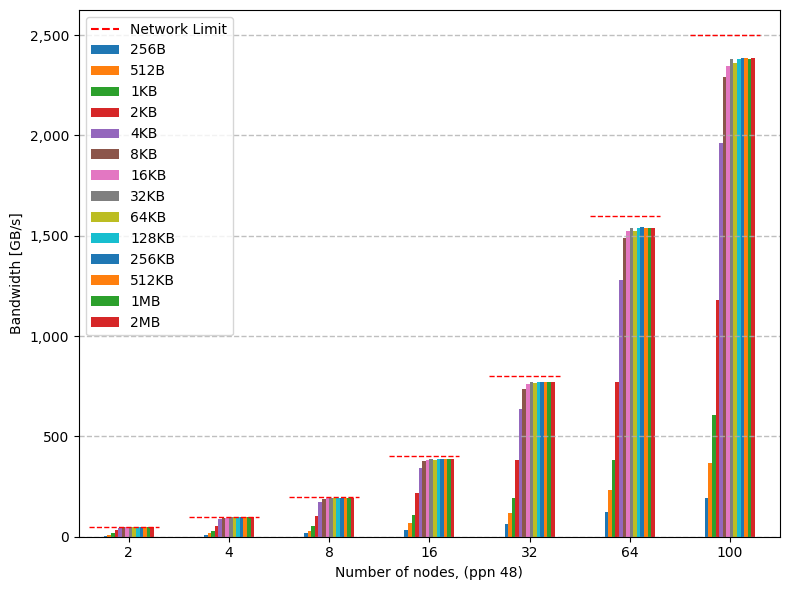 Network Limit
256B
512B
1KB
2KB
4KB
8KB
16KB
32KB
64KB
128KB
256KB
512KB
1MB
2MB
Bandwidth [GB/s]
2,500
2,000
1,500
1,000
500
0
2 4 8 16 32 64 100
Number of nodes, (ppn 48)